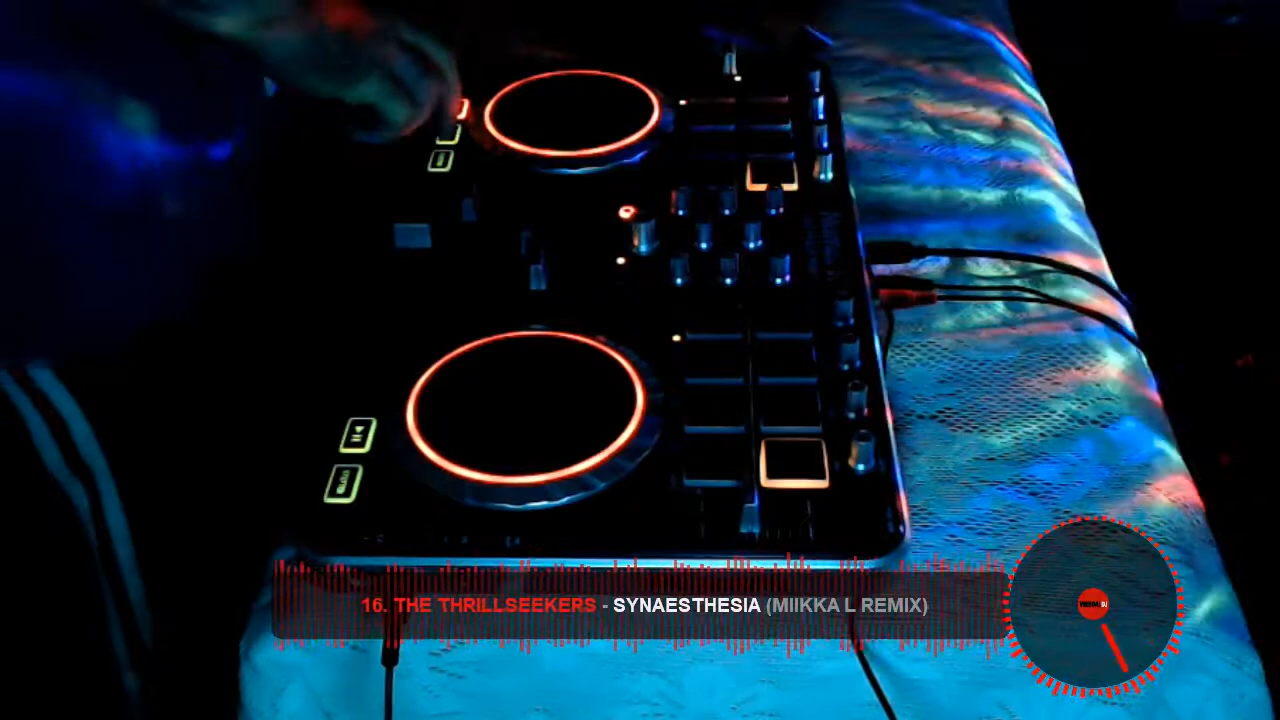 16. THE THRILLSEEKERS - SYNAESTHESIA (MIIKKA L REMIX)